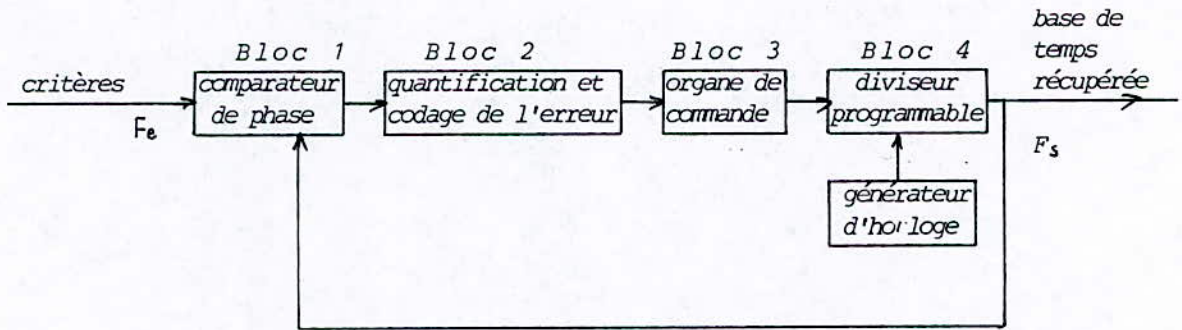 base de
temps
récupérée
Bloc 1
Bloc 2
Bloc 3
Bloc 4
critères
comparateur
de phase
quantification et
codage de l'erreur
organe de
commande
diviseur
programmable
Fe
Fs
générateur
d'horloge